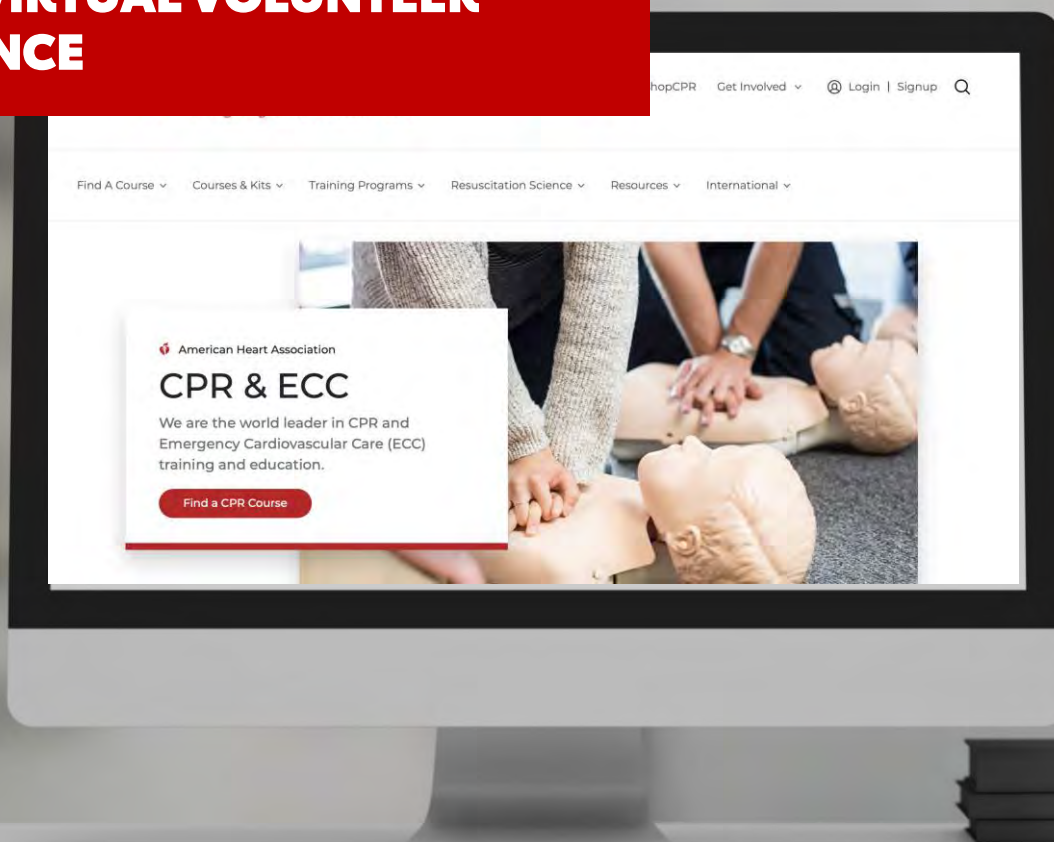 VIRTUAL VOLUNTEER
NCE
hopCPR Get Involved Login | Signup
Find A Course Courses & Kits Training Programs Resuscitation Science Resources International
American Heart Association
CPR & ECC
We are the world leader in CPR and
Emergency Cardiovascular Care (ECC)
training and education.
Find a CPR Course